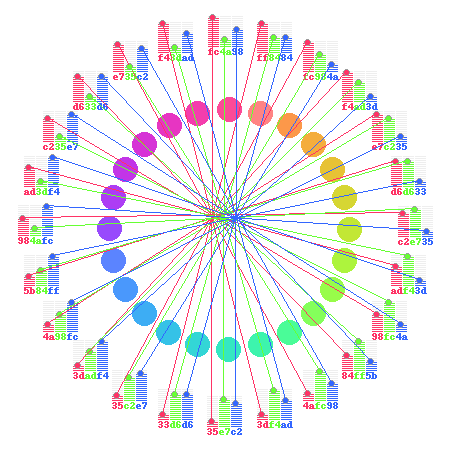 fc4a98
f43dad
ff8484
fc984a
e735c2
f4ad3d
d633d6
c235e7
e7c235
ad3df4
d6d633
984afc
c2e735
5b84ff
adf43d
98fc4a
4a98fc
84ff5b
3dadf4
4afc98
35c2e7
33d6d6
3df4ad
35e7c2